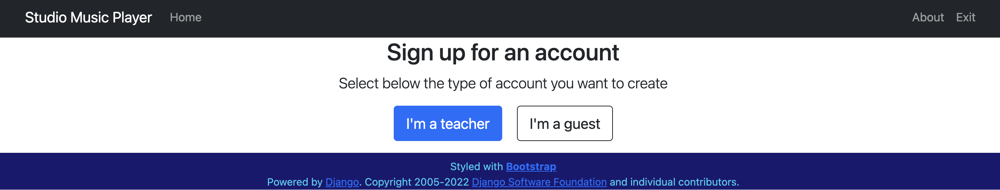 Studio Music Player Home About Exit
Sign up for an account
Select below the type of account you want to create
I'm a teacher I'm a guest
Styled with Bootstrap
Powered by Django. Copyright 2005-2022 Django Software Foundation and individual contributors.